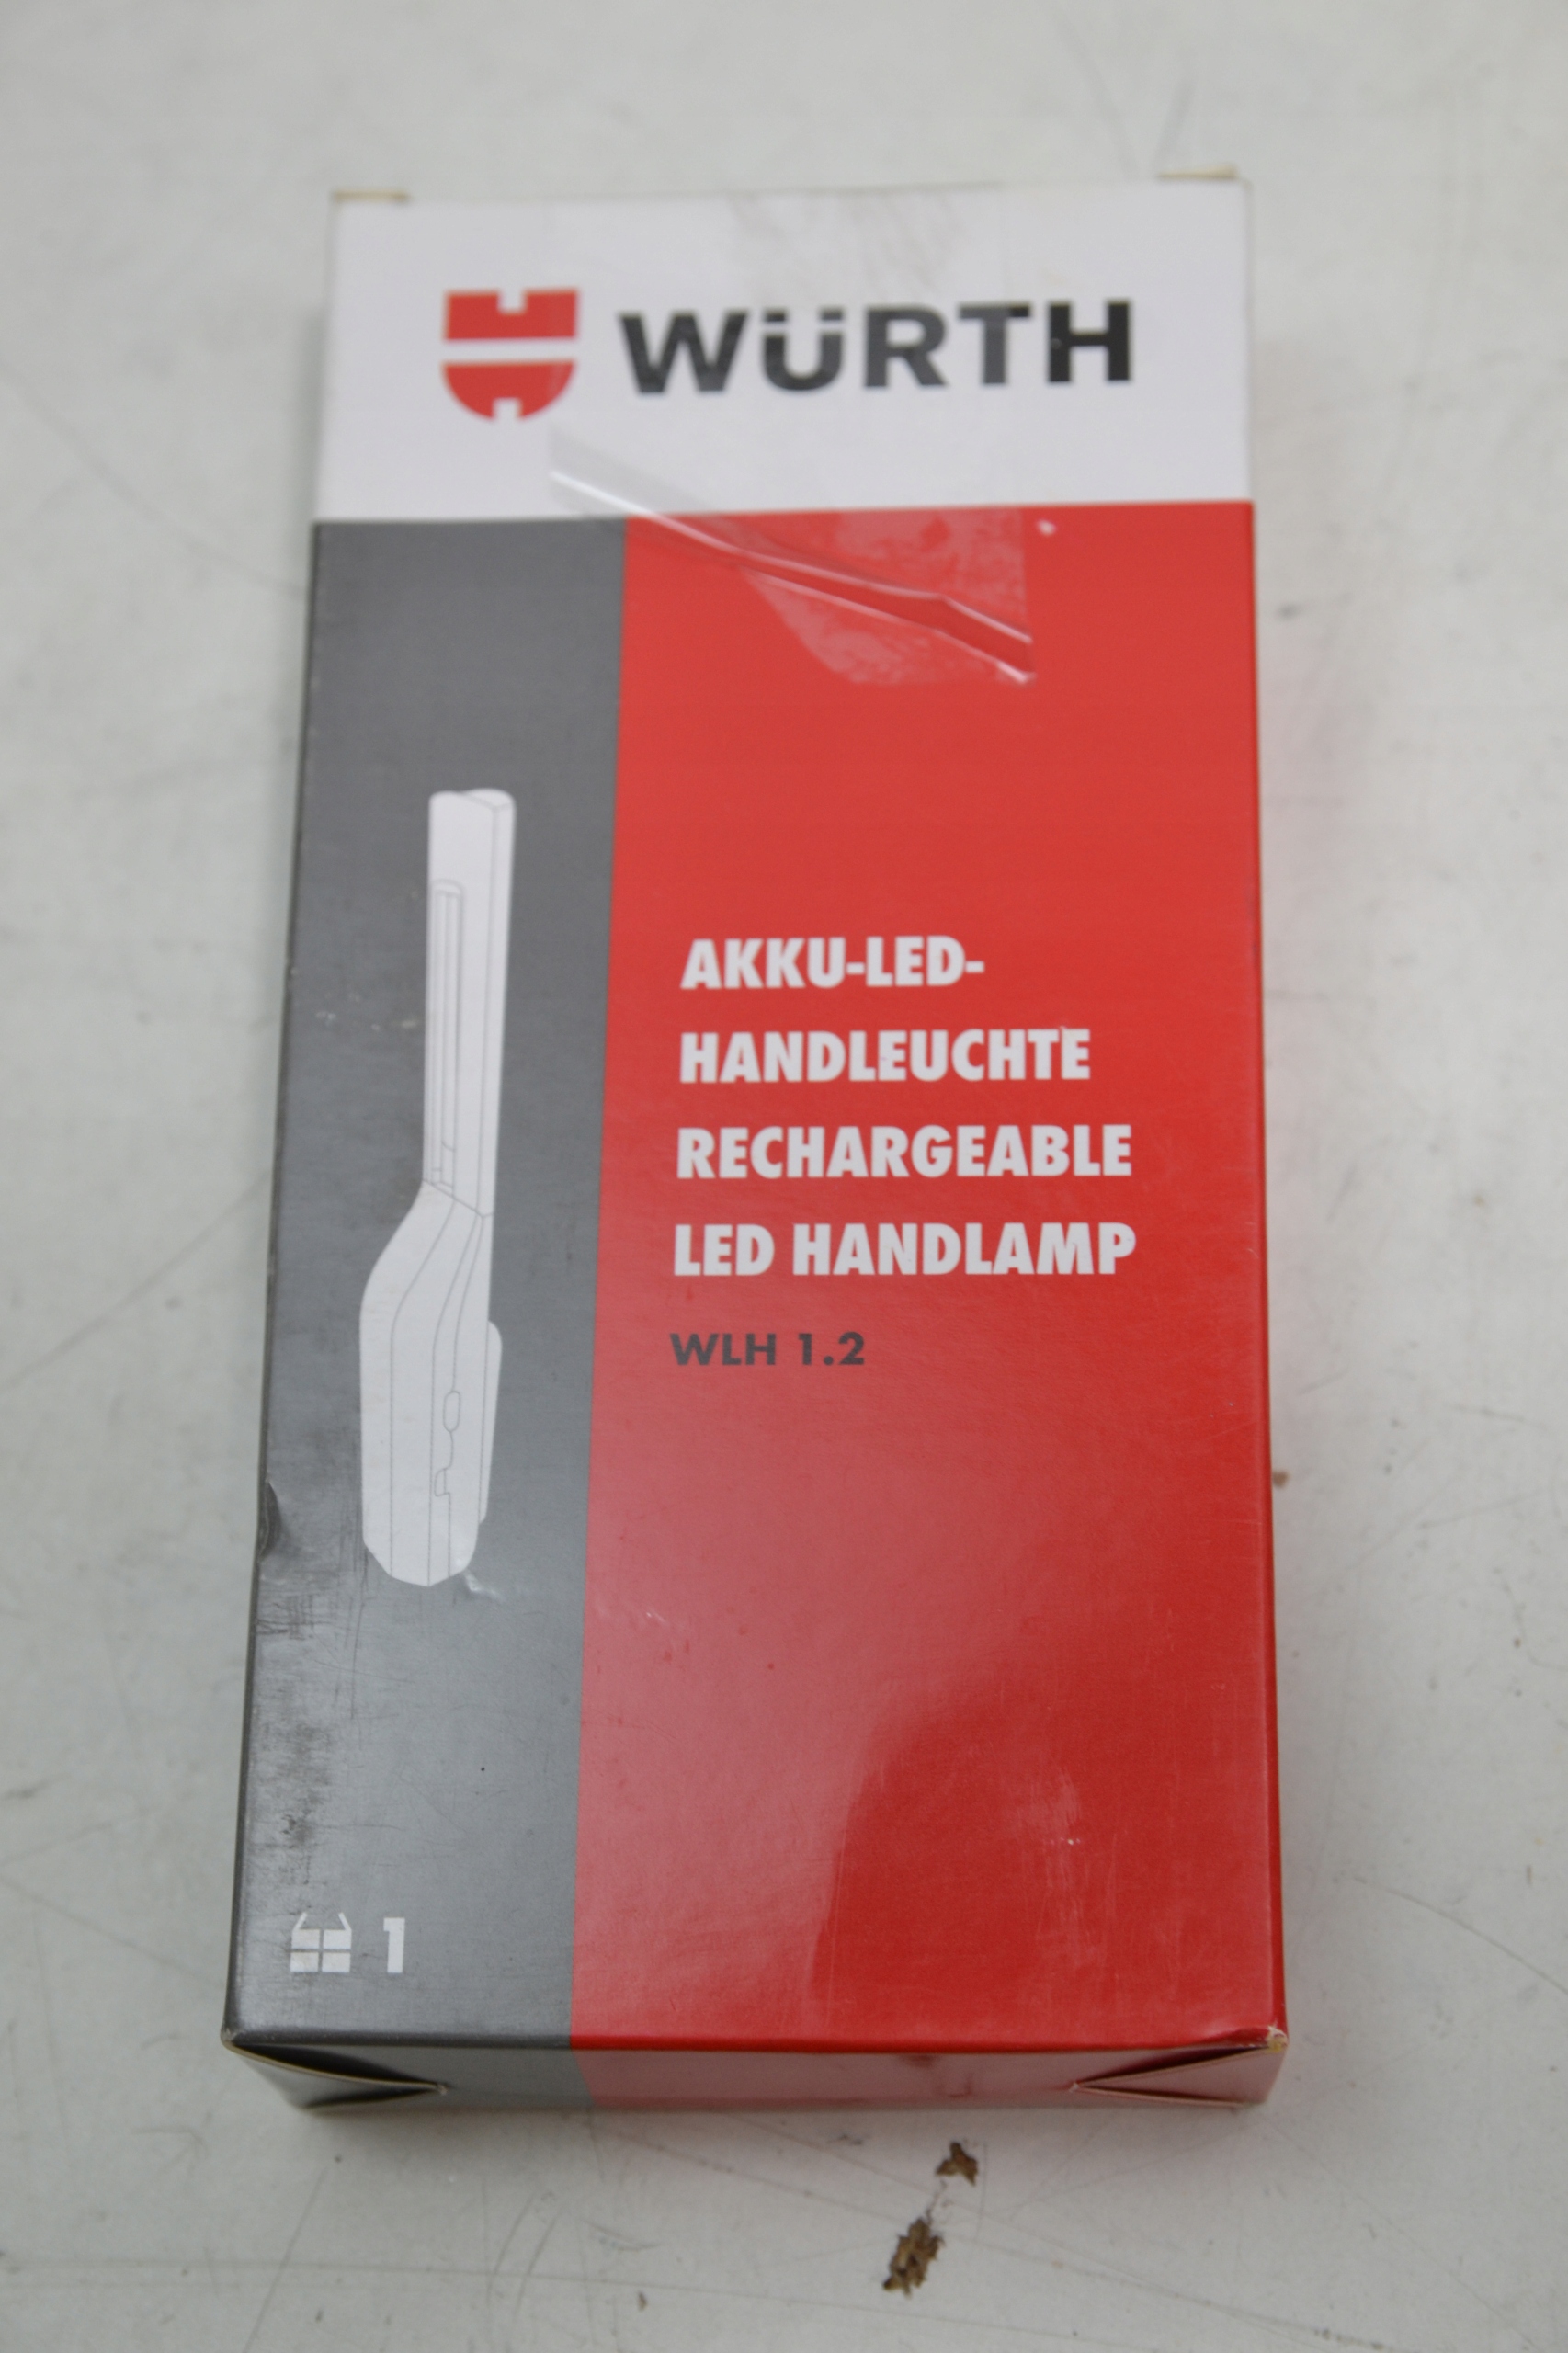 WÜRTH
AKKU-LED-
HANDLEUCHTE
RECHARGEABLE
LED HANDLAMP
WLH 1.2
1